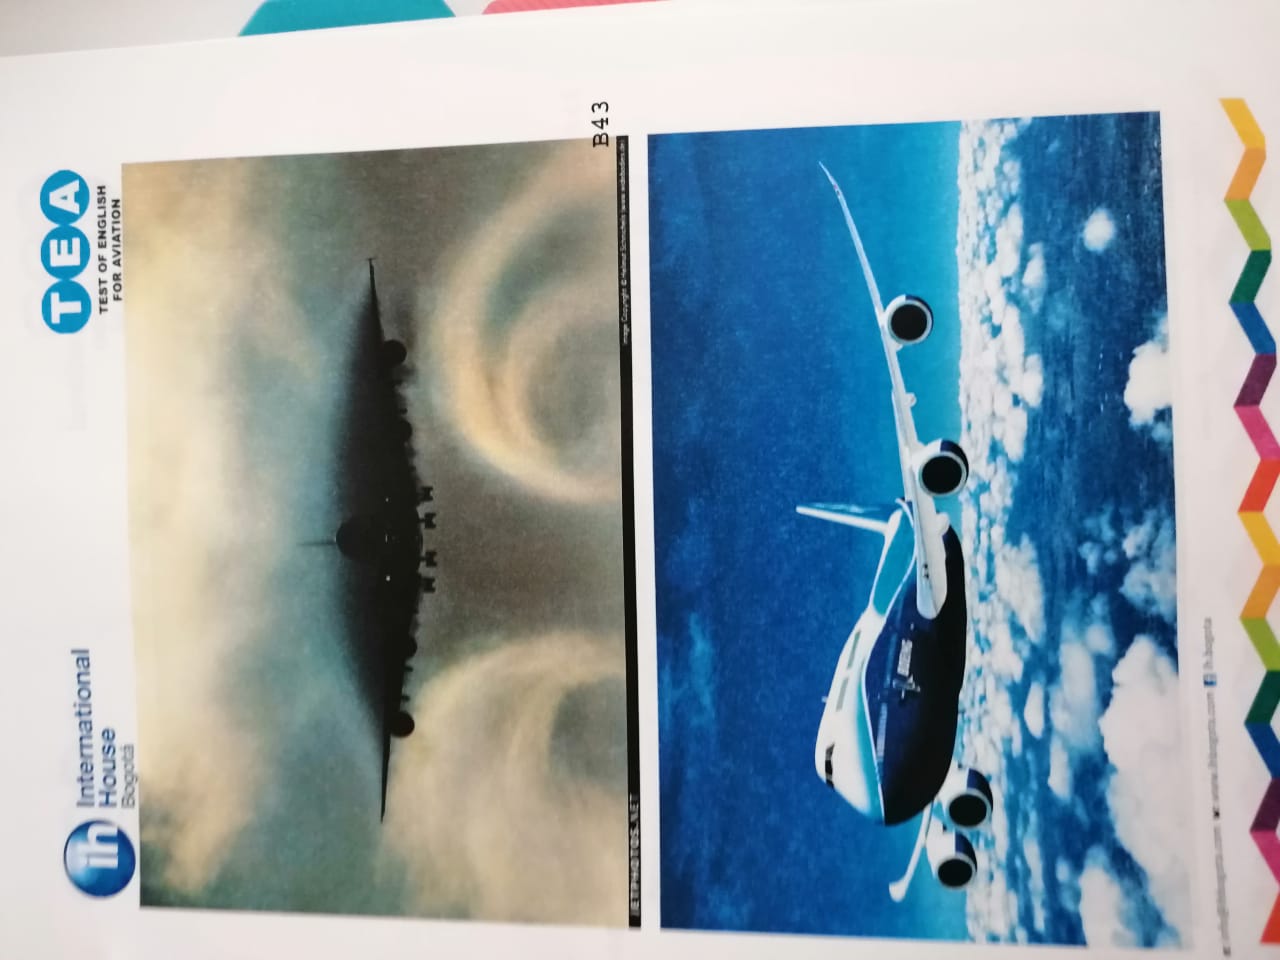 ih International
House
Bogotá
TEA
TEST OF ENGLISH
FOR AVIATION
B43
JETPHOTOS.NET
Image Copyright © Helmut Schnichels (www.widebodies.de)
BOEING
info@ihbogota.com www.ihbogota.com f ih.bogota